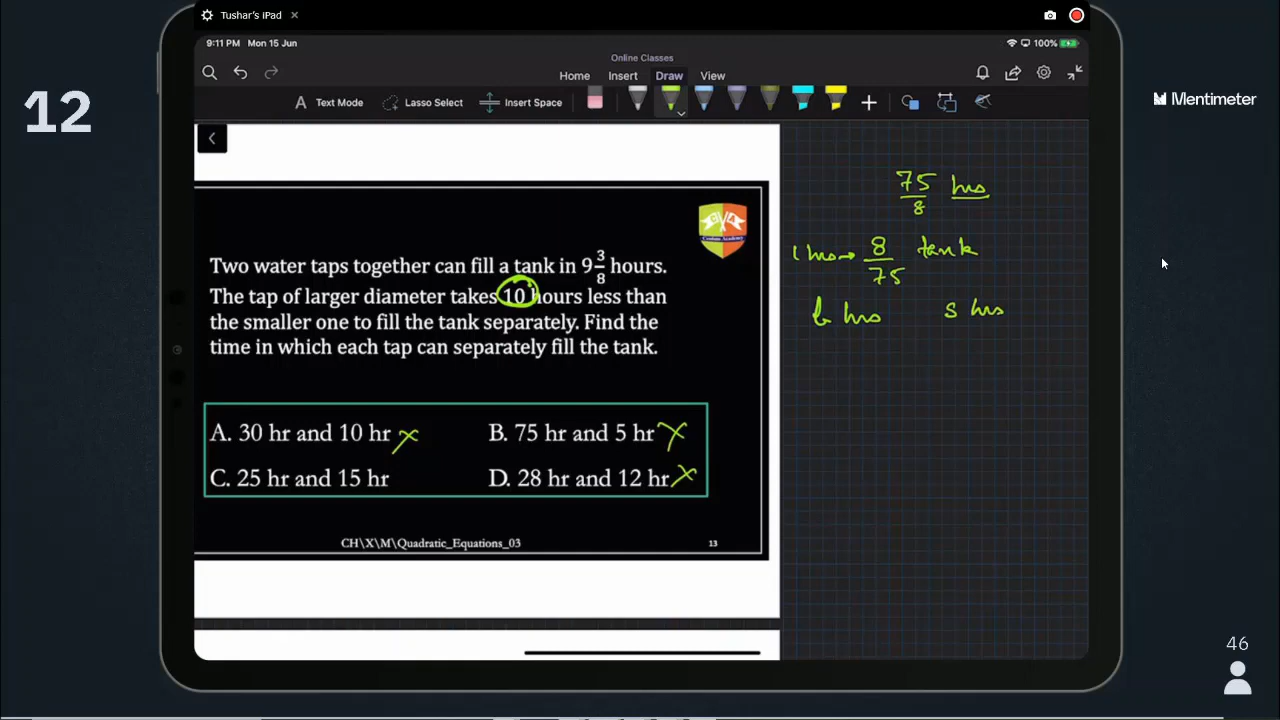 Tushar's iPad ×
9:11 PM Mon 15 Jun
100%
Online Classes
Home Insert Draw View
Text Mode Lasso Select Insert Space
12
Mentimeter
Two water taps together can fill a tank in 9 3/8 hours.
The tap of larger diameter takes 10 hours less than
the smaller one to fill the tank separately. Find the
time in which each tap can separately fill the tank.
A. 30 hr and 10 hr
B. 75 hr and 5 hr
C. 25 hr and 15 hr
D. 28 hr and 12 hr
CH\X\M\Quadratic_Equations_03
13
75/8 hrs
1 hrs → 8/75 tank
L hrs s hrs
46